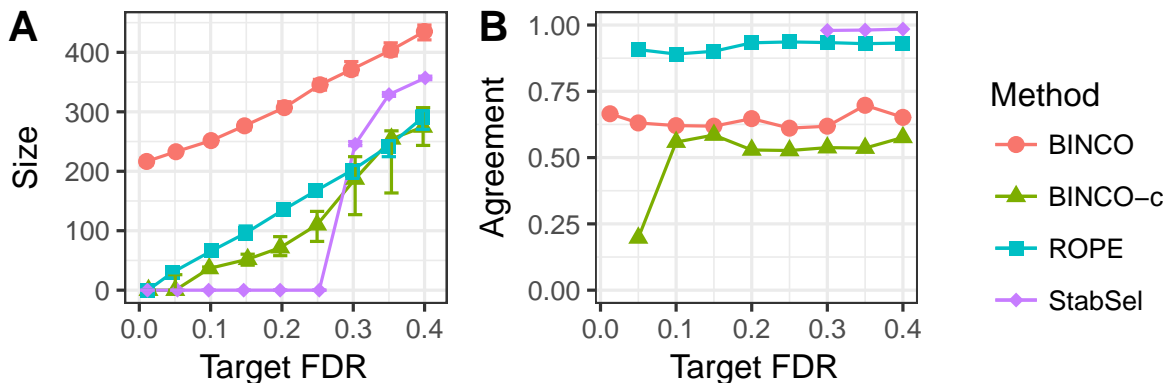 A
Size
400
300
200
100
0
0.0 0.1 0.2 0.3 0.4
Target FDR
B
Agreement
1.00
0.75
0.50
0.25
0.00
0.0 0.1 0.2 0.3 0.4
Target FDR
Method
BINCO
BINCO-c
ROPE
StabSel